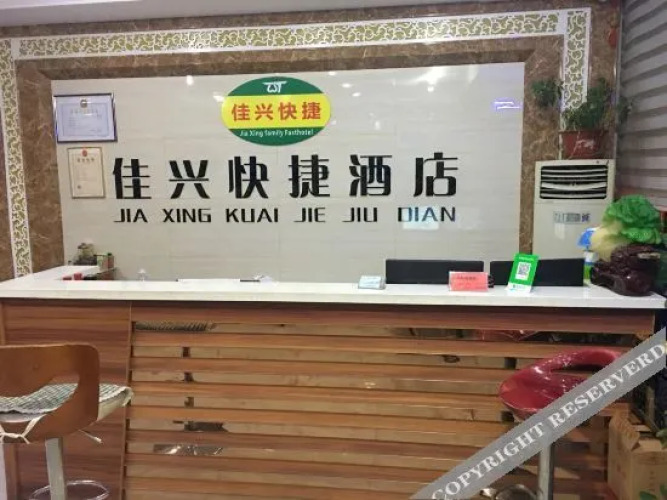 佳兴快捷
Jia Xing family Fasthotel
佳兴快捷酒店
JIA XING KUAI JIE JIU DIAN
COPYRIGHT RESERVED